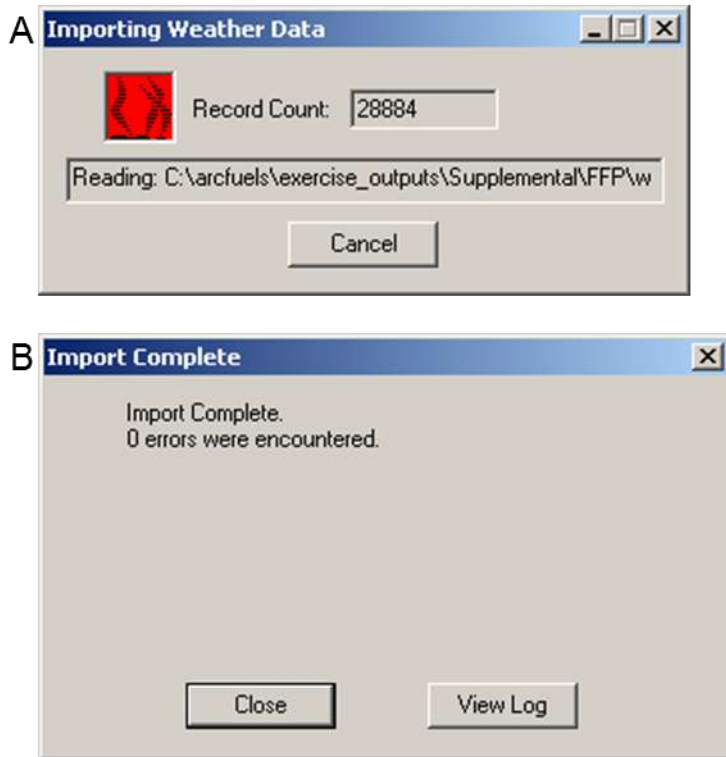 A
Importing Weather Data
Record Count: 28884
Reading: C:\arcfuels\exercise_outputs\Supplemental\FFP\w
Cancel
B
Import Complete
Import Complete.
0 errors were encountered.
Close View Log